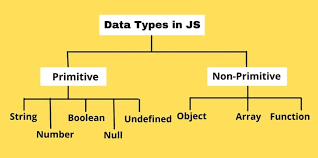 Data Types in JS
Primitive
Non-Primitive
String
Number
Boolean
Null
Undefined
Object
Array
Function